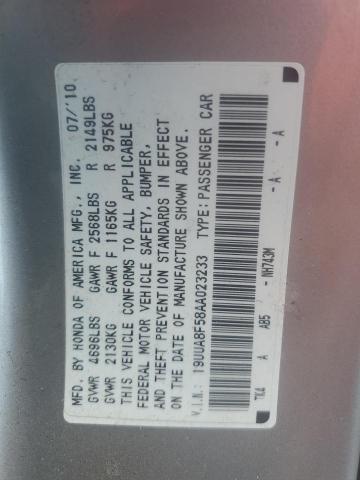 MFD. BY HONDA OF AMERICA MFG., INC. 07/'10
GVWR 4696LBS GAWR F 2568LBS R 2149LBS
GVWR 2130KG GAWR F 1165KG R 975KG
THIS VEHICLE CONFORMS TO ALL APPLICABLE
FEDERAL MOTOR VEHICLE SAFETY, BUMPER,
AND THEFT PREVENTION STANDARDS IN EFFECT
ON THE DATE OF MANUFACTURE SHOWN ABOVE.
V.I.N.: 19UUA8F58AA023233 TYPE: PASSENGER CAR
TK4 A AB5 -NH743M -A -A